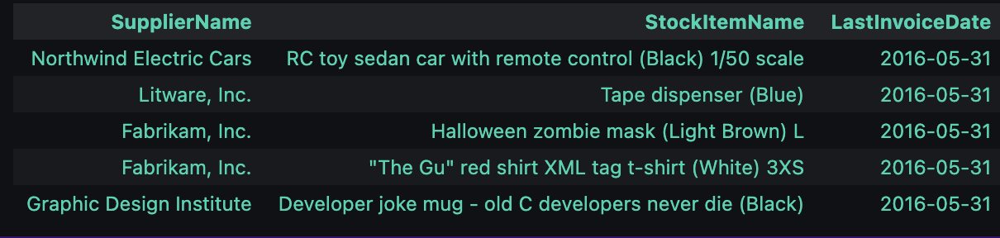 SupplierName StockItemName LastInvoiceDate
Northwind Electric Cars RC toy sedan car with remote control (Black) 1/50 scale 2016-05-31
Litware, Inc. Tape dispenser (Blue) 2016-05-31
Fabrikam, Inc. Halloween zombie mask (Light Brown) L 2016-05-31
Fabrikam, Inc. "The Gu" red shirt XML tag t-shirt (White) 3XS 2016-05-31
Graphic Design Institute Developer joke mug - old C developers never die (Black) 2016-05-31